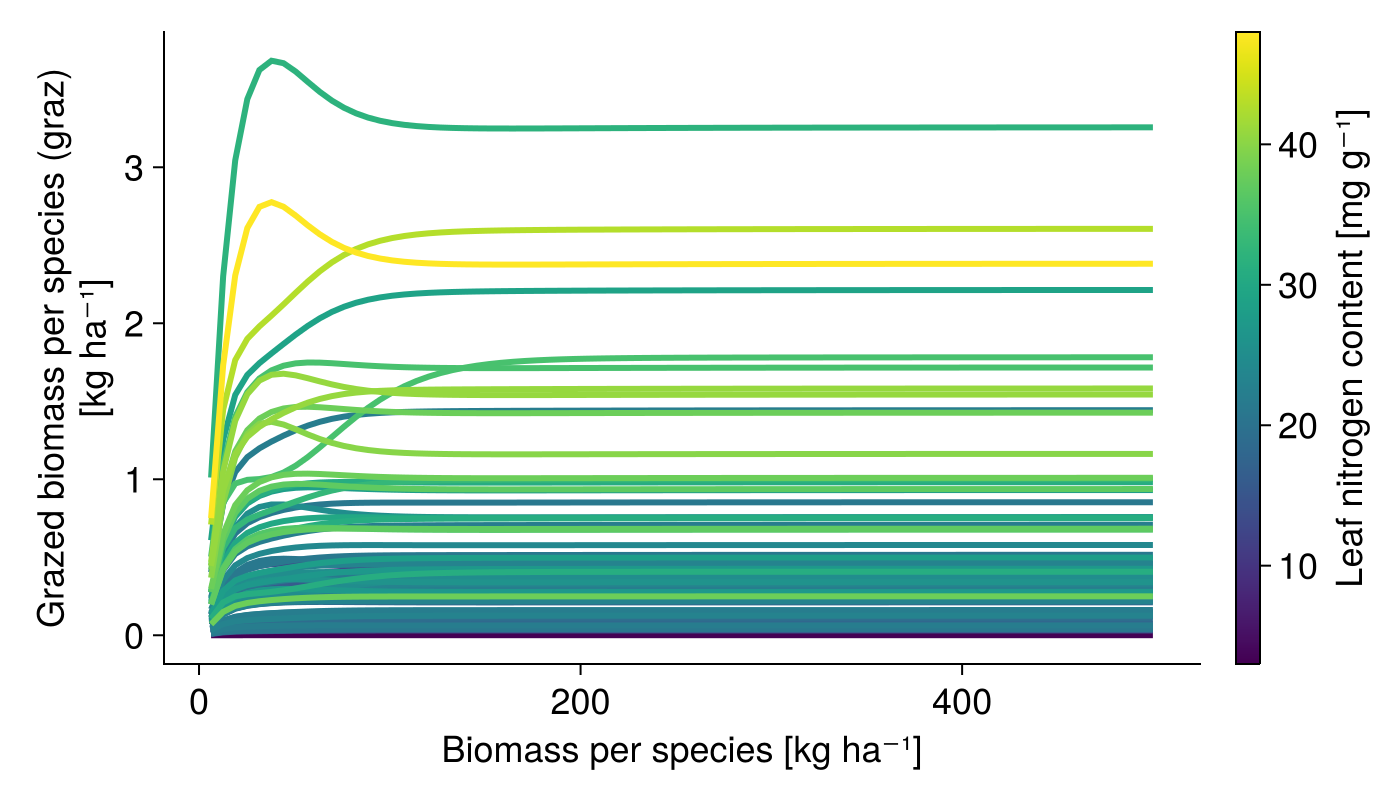 Grazed biomass per species (graz)
[kg ha⁻¹]
3
2
1
0
0
200
400
Biomass per species [kg ha⁻¹]
40
30
20
10
Leaf nitrogen content [mg g⁻¹]